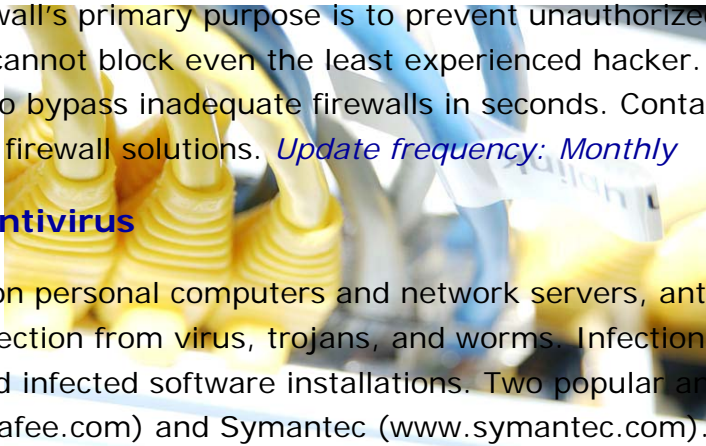 wall's primary purpose is to prevent unauthorized
cannot block even the least experienced hacker.
o bypass inadequate firewalls in seconds. Conta
firewall solutions. Update frequency: Monthly
uplink
ntivirus
on personal computers and network servers, ant
ection from virus, trojans, and worms. Infection
d infected software installations. Two popular an
afee.com) and Symantec (www.symantec.com).